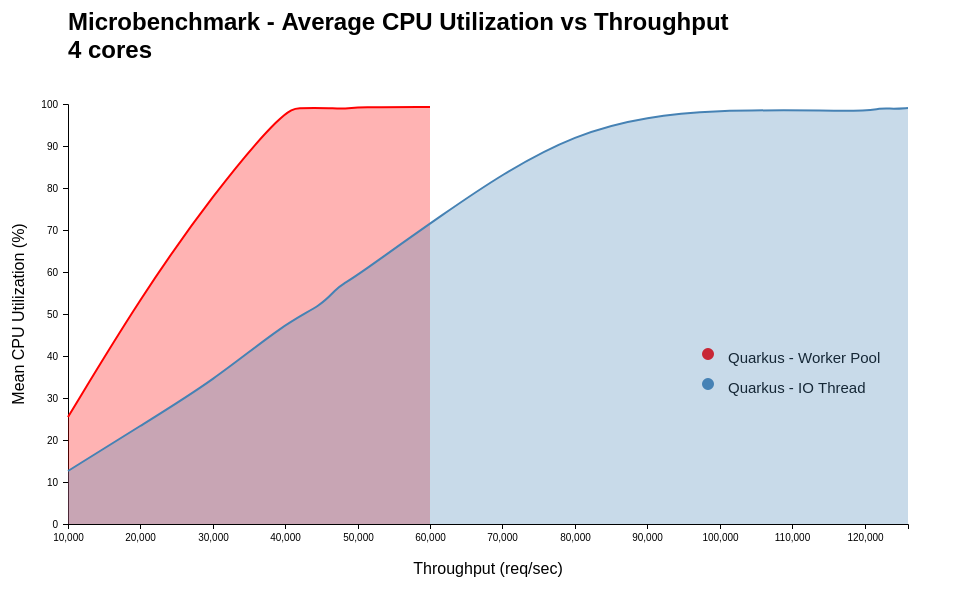 Microbenchmark - Average CPU Utilization vs Throughput
4 cores
Mean CPU Utilization (%)
100
90
80
70
60
50
40
30
20
10
0
Quarkus - Worker Pool
Quarkus - IO Thread
10,000 20,000 30,000 40,000 50,000 60,000 70,000 80,000 90,000 100,000 110,000 120,000
Throughput (req/sec)